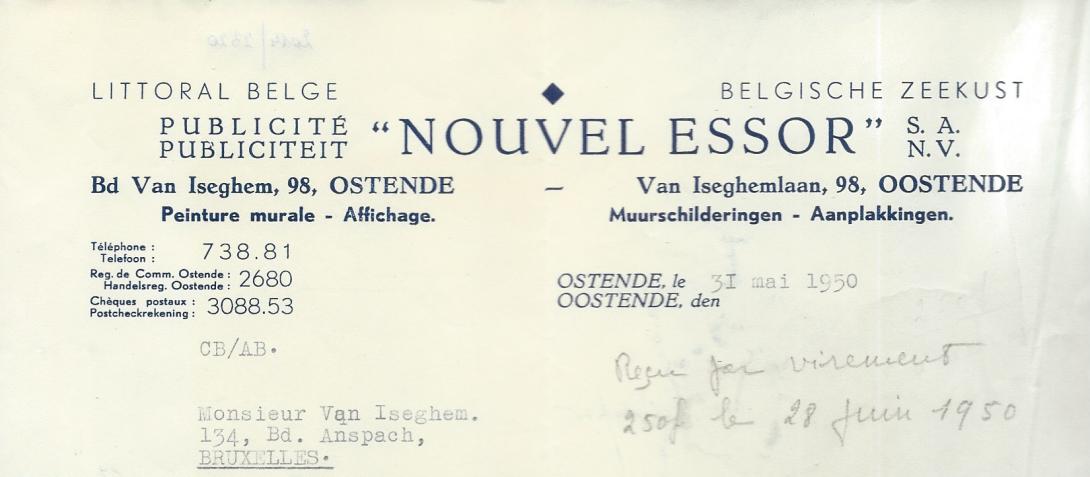 LITTORAL BELGE ◆ BELGISCHE ZEEKUST
PUBLICITÉ
PUBLICITEIT
“NOUVEL ESSOR”
S. A.
N. V.
Bd Van Iseghem, 98, OSTENDE — Van Iseghemlaan, 98, OOSTENDE
Peinture murale - Affichage. Muurschilderingen - Aanplakkingen.
Téléphone :
Telefoon :
738.81
Reg. de Comm. Ostende :
Handelsreg. Oostende :
2680
Chèques postaux :
Postcheckrekening :
3088.53
OSTENDE, le 31 mai 1950
OOSTENDE, den
CB/AB.
Reçu par virement
250f le 28 juin 1950
Monsieur Van Iseghem.
134, Bd. Anspach,
BRUXELLES.